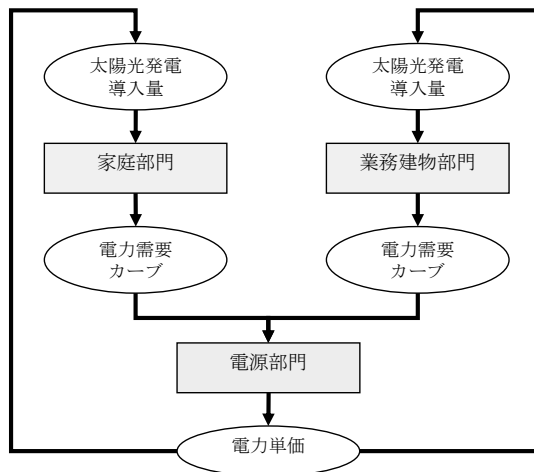 太陽光発電
導入量
太陽光発電
導入量
家庭部門
業務建物部門
電力需要
カーブ
電力需要
カーブ
電源部門
電力単価